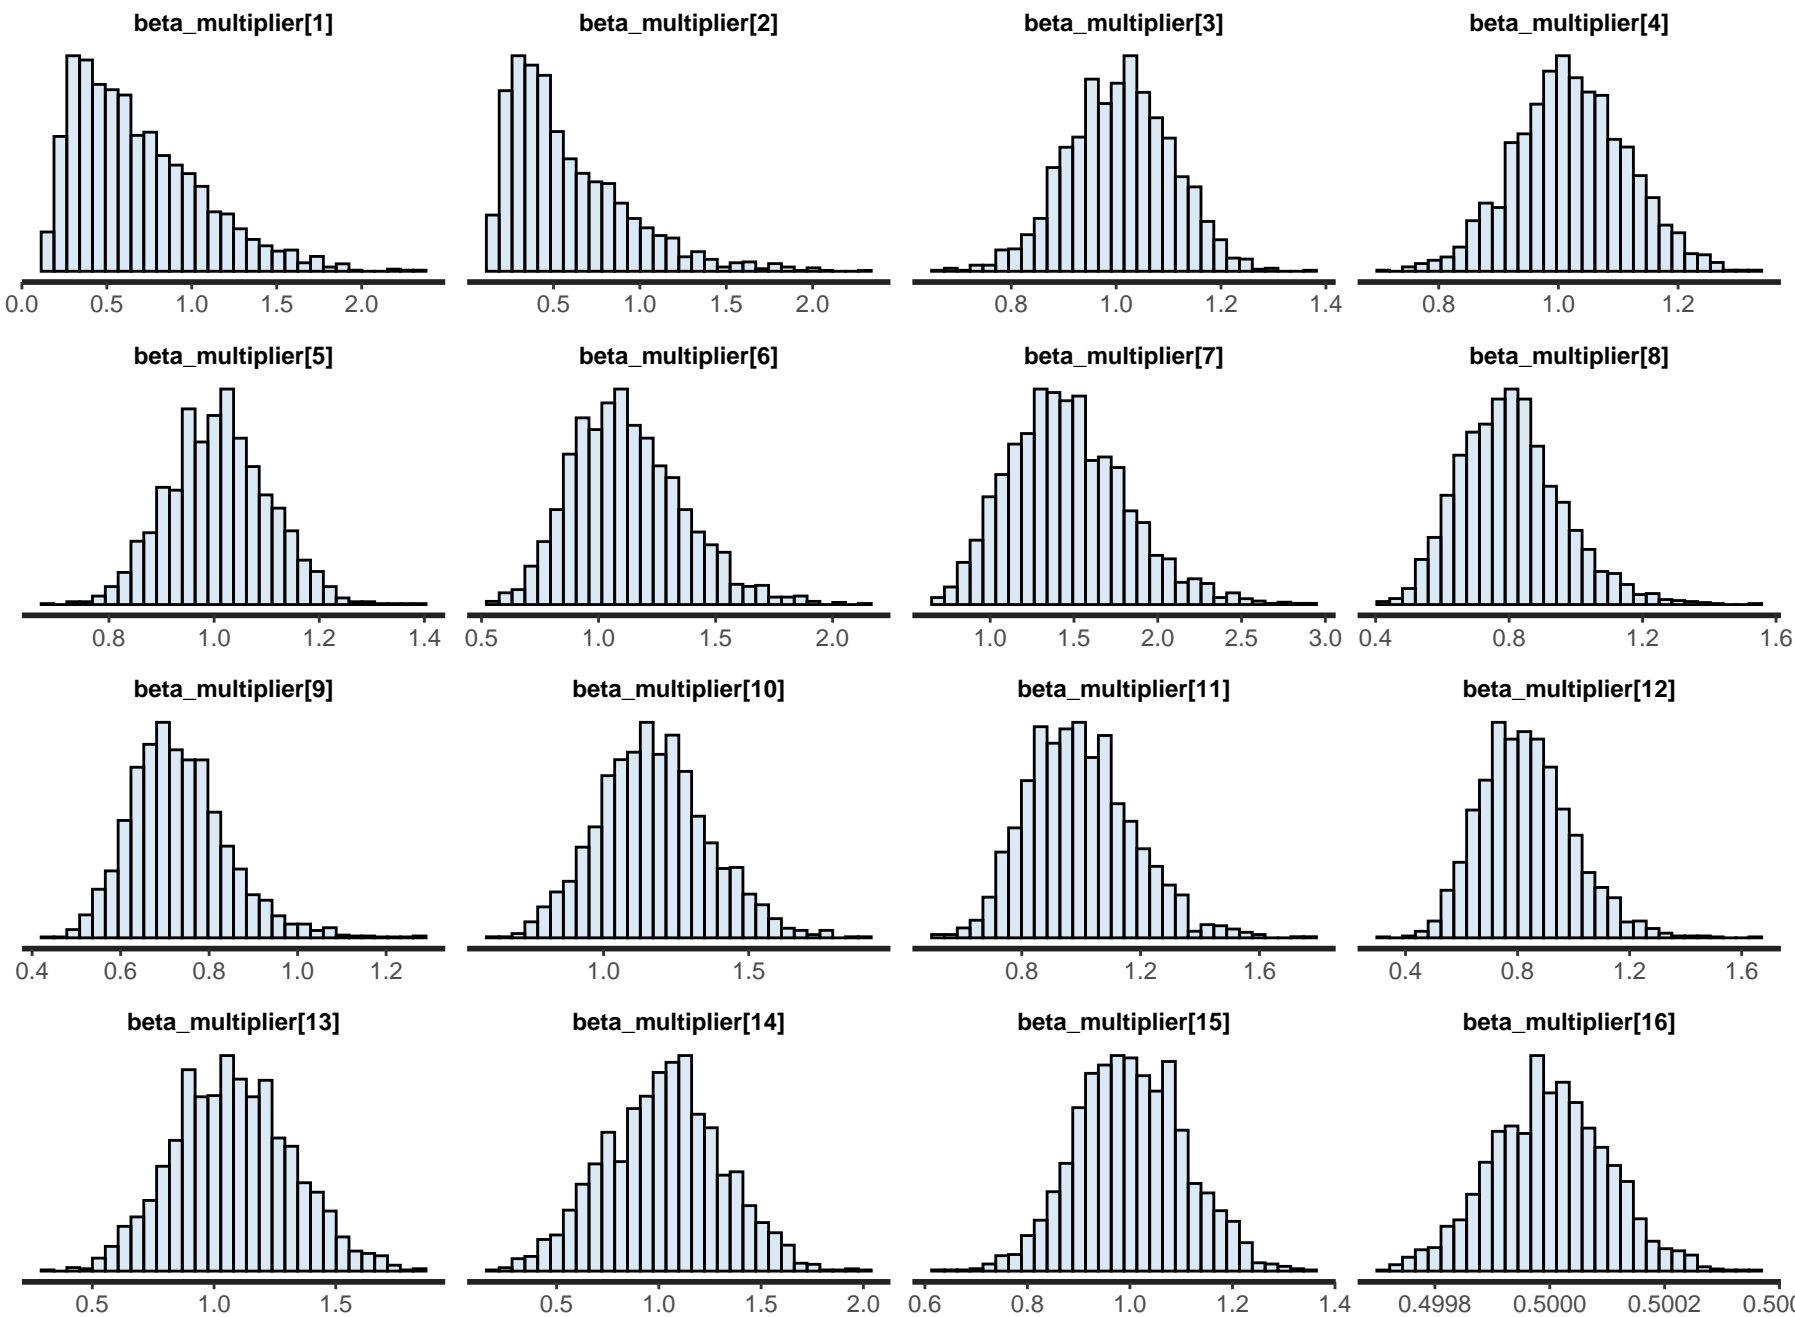 beta_multiplier[1] beta_multiplier[2] beta_multiplier[3] beta_multiplier[4]
0.0 0.5 1.0 1.5 2.0 0.5 1.0 1.5 2.0 0.8 1.0 1.2 1.4 0.8 1.0 1.2
beta_multiplier[5] beta_multiplier[6] beta_multiplier[7] beta_multiplier[8]
0.8 1.0 1.2 1.4 0.5 1.0 1.5 2.0 1.0 1.5 2.0 2.5 3.0 0.4 0.8 1.2 1.6
beta_multiplier[9] beta_multiplier[10] beta_multiplier[11] beta_multiplier[12]
0.4 0.6 0.8 1.0 1.2 1.0 1.5 0.8 1.2 1.6 0.4 0.8 1.2 1.6
beta_multiplier[13] beta_multiplier[14] beta_multiplier[15] beta_multiplier[16]
0.5 1.0 1.5 0.5 1.0 1.5 2.0 0.6 0.8 1.0 1.2 1.4 0.4998 0.5000 0.5002